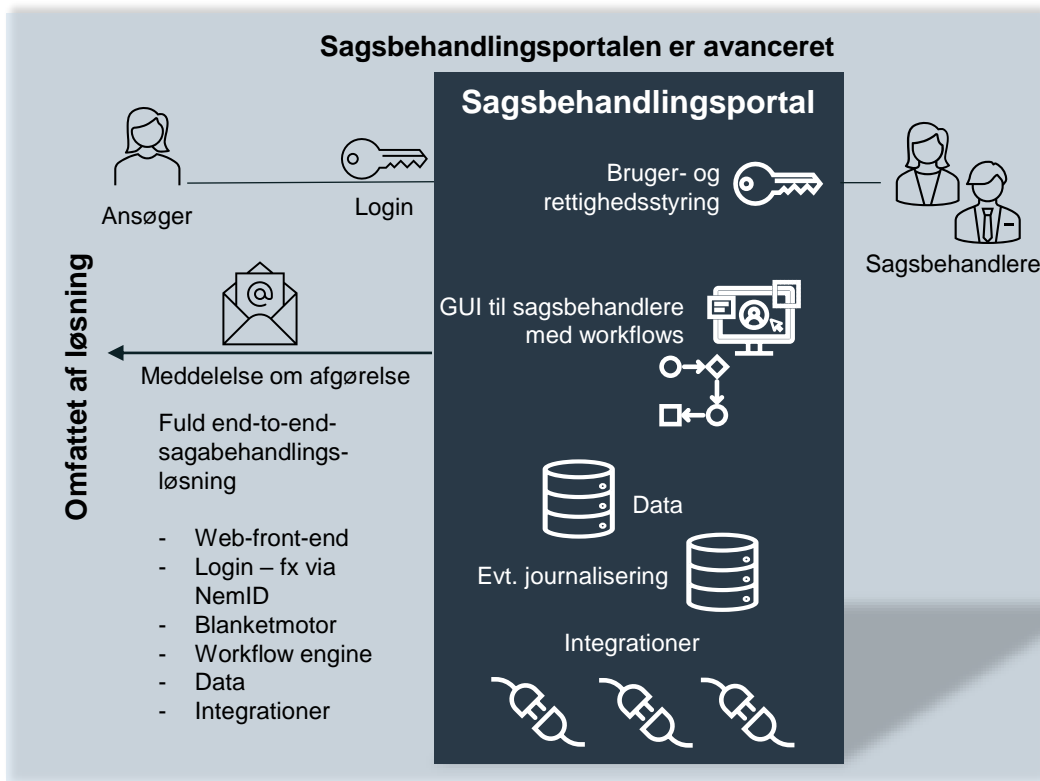 Sagsbehandlingsportalen er avanceret
Sagsbehandlingsportal
Ansøger
Login
Bruger- og
rettighedsstyring
Sagsbehandlere
Omfattet af løsning
@
Meddelelse om afgørelse
GUI til sagsbehandlere
med workflows
Fuld end-to-end-
sagabehandlings-
løsning
- Web-front-end
- Login – fx via
NemID
- Blanketmotor
- Workflow engine
- Data
- Integrationer
Data
Evt. journalisering
Integrationer